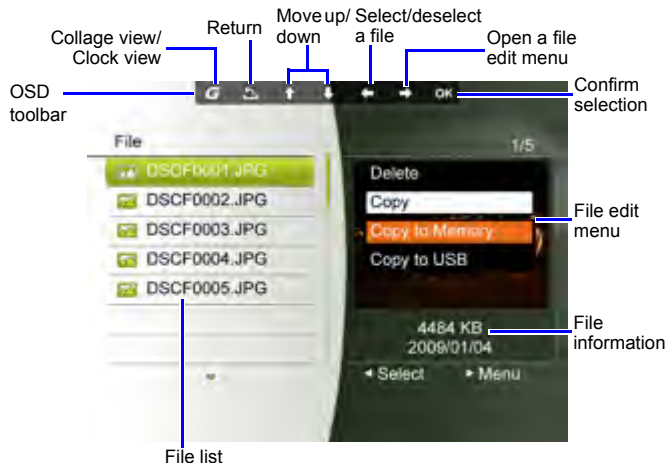 Collage view/
Clock view
Return
Move up/
down
Select/deselect
a file
Open a file
edit menu
OSD
toolbar
Confirm
selection
OK
File
1/5
DSCF0001.JPG
DSCF0002.JPG
DSCF0003.JPG
DSCF0004.JPG
DSCF0005.JPG
Delete
Copy
Copy to Memory
Copy to USB
File edit
menu
4484 KB
2009/01/04
File
information
Select
Menu
File list